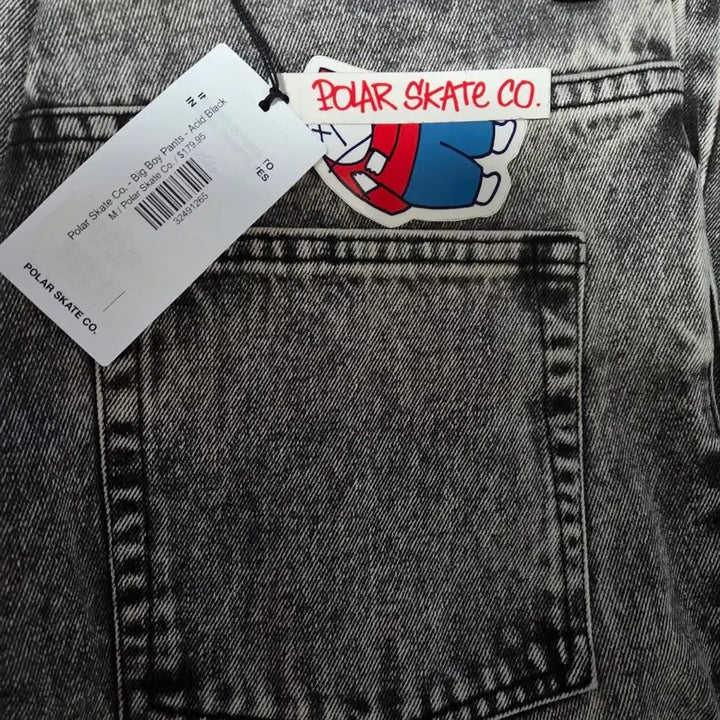 POLAR SKATE CO.
Polar Skate Co. - Big Boy Pants - Acid Black
M / Polar Skate Co. / $179.95
32491265
POLAR SKATE CO.